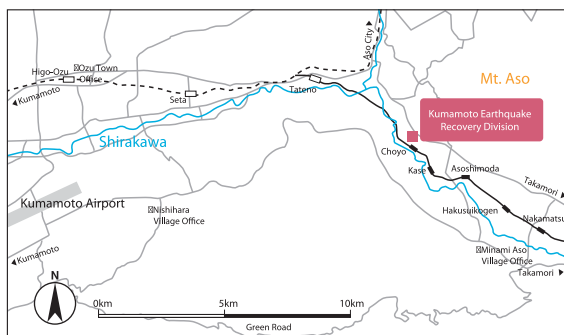 Aso City
Mt. Aso
Ozu Town
Office
Higo-Ozu
Kumamoto
Seta
Tateno
Shirakawa
Kumamoto Earthquake
Recovery Division
Choyo
Kase
Asoshimoda
Takamori
Kumamoto Airport
Nishihara
Village Office
Hakusuikogen
Nakamatsu
Minami Aso
Village Office
Kumamoto
Takamori
N
0km
5km
10km
Green Road